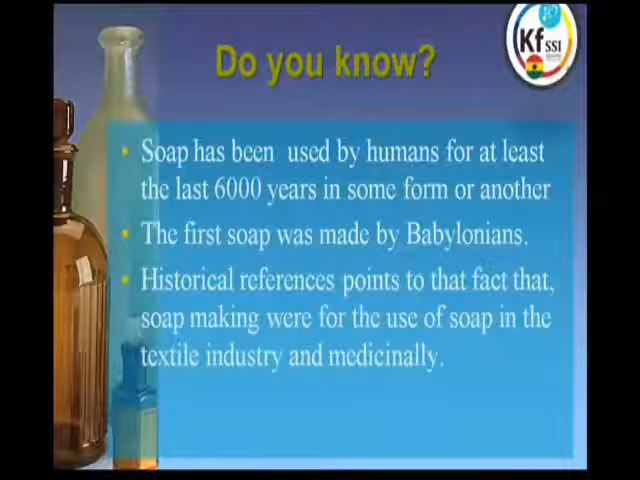 Do you know?
Kf SSI
Soap has been used by humans for at least
the last 6000 years in some form or another
The first soap was made by Babylonians.
Historical references points to that fact that,
soap making were for the use of soap in the
textile industry and medicinally.